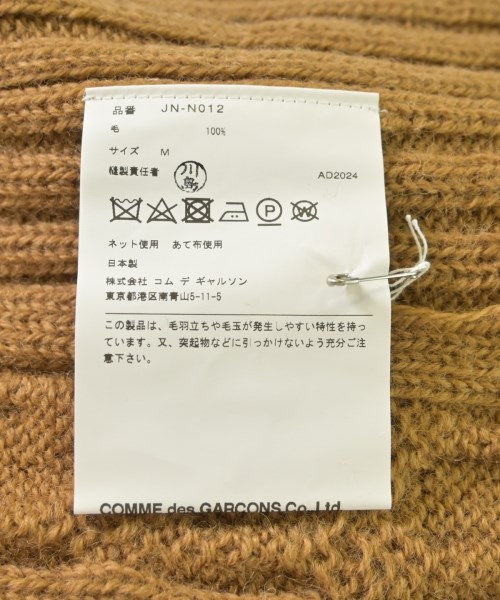 品番 JN-N012
毛 100%
サイズ M
縫製責任者 川島
AD2024
ネット使用 あて布使用
日本製
株式会社 コム デ ギャルソン
東京都港区南青山5-11-5
この製品は、毛羽立ちや毛玉が発生しやすい特性を持っ
ています。又、突起物などに引っかけないよう充分ご注
意下さい。
COMME des GARCONS Co.,Ltd.